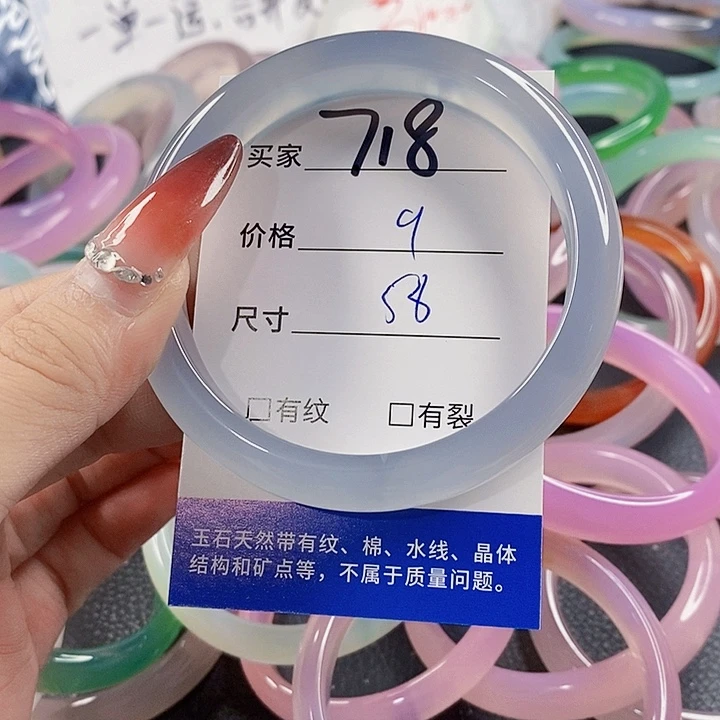 买家 718
价格 9
尺寸 58
□有纹 □有裂
玉石天然带有纹、棉、水线、晶体
结构和矿点等，不属于质量问题。